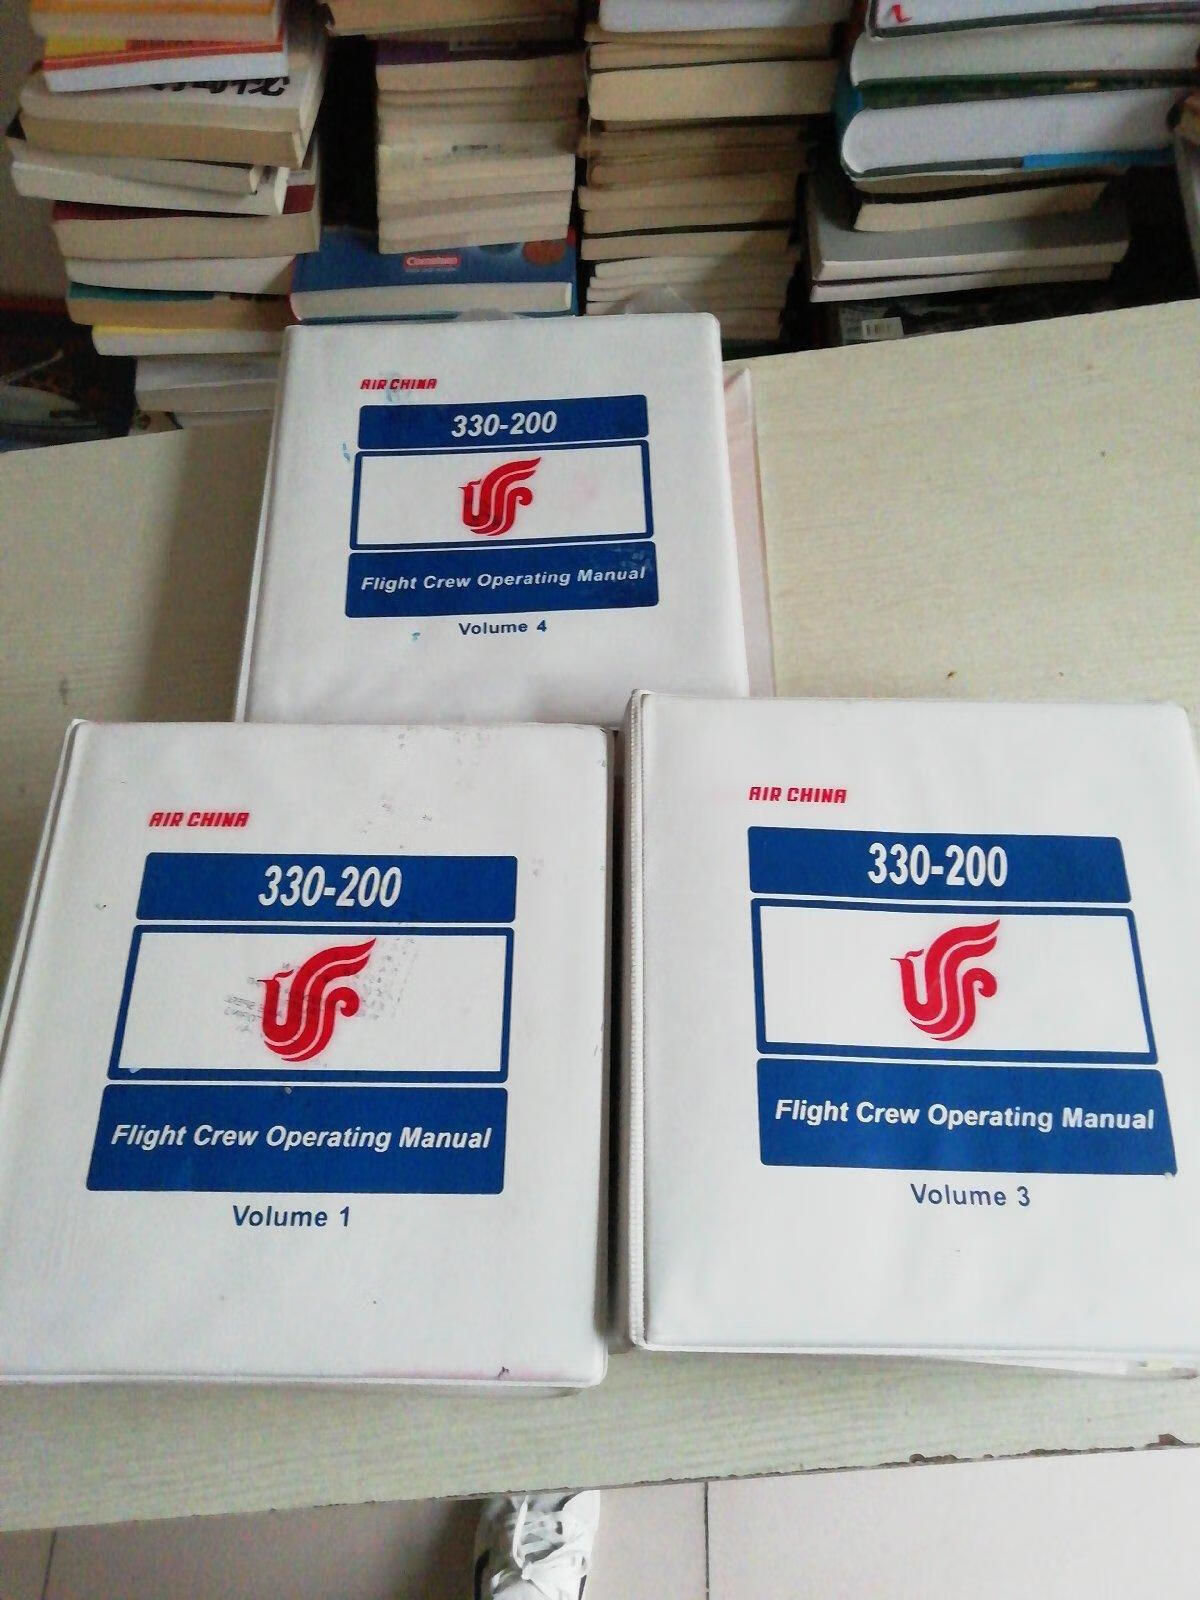 Cornelsen
AIR CHINA
330-200
Flight Crew Operating Manual
Volume 4
AIR CHINA
330-200
Flight Crew Operating Manual
Volume 1
AIR CHINA
330-200
Flight Crew Operating Manual
Volume 3